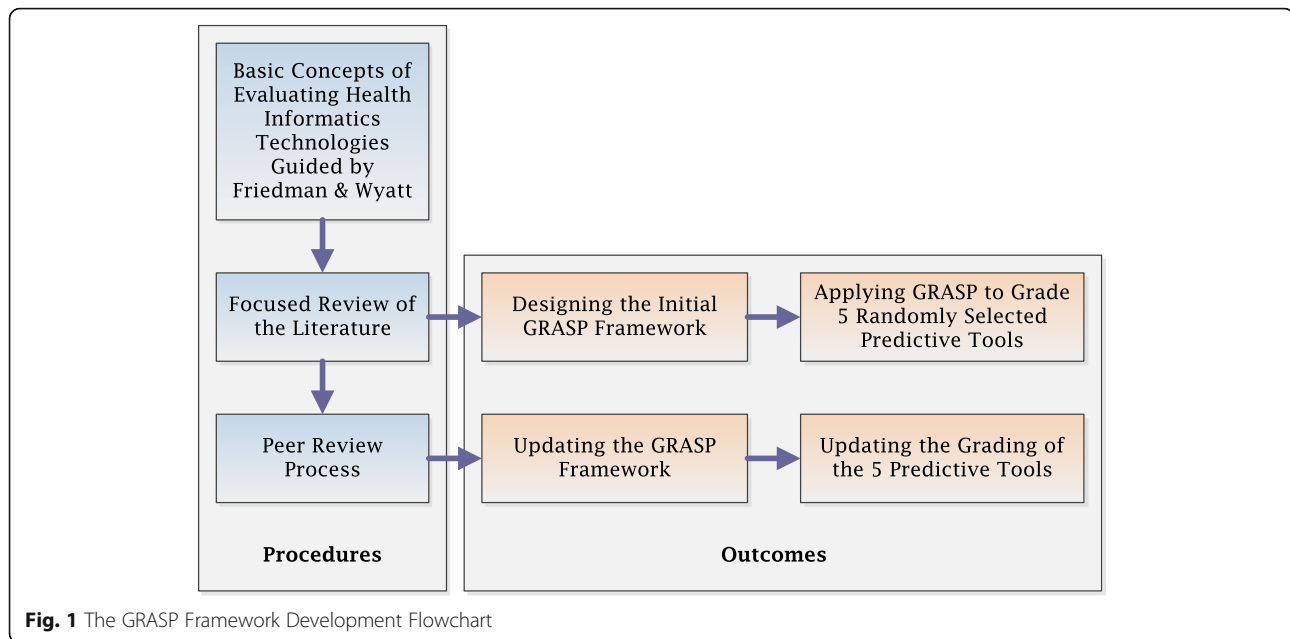 Basic Concepts of
Evaluating Health
Informatics
Technologies
Guided by
Friedman & Wyatt
Focused Review of
the Literature
Designing the Initial
GRASP Framework
Applying GRASP to Grade
5 Randomly Selected
Predictive Tools
Peer Review
Process
Updating the GRASP
Framework
Updating the Grading of
the 5 Predictive Tools
Procedures
Outcomes
Fig. 1 The GRASP Framework Development Flowchart